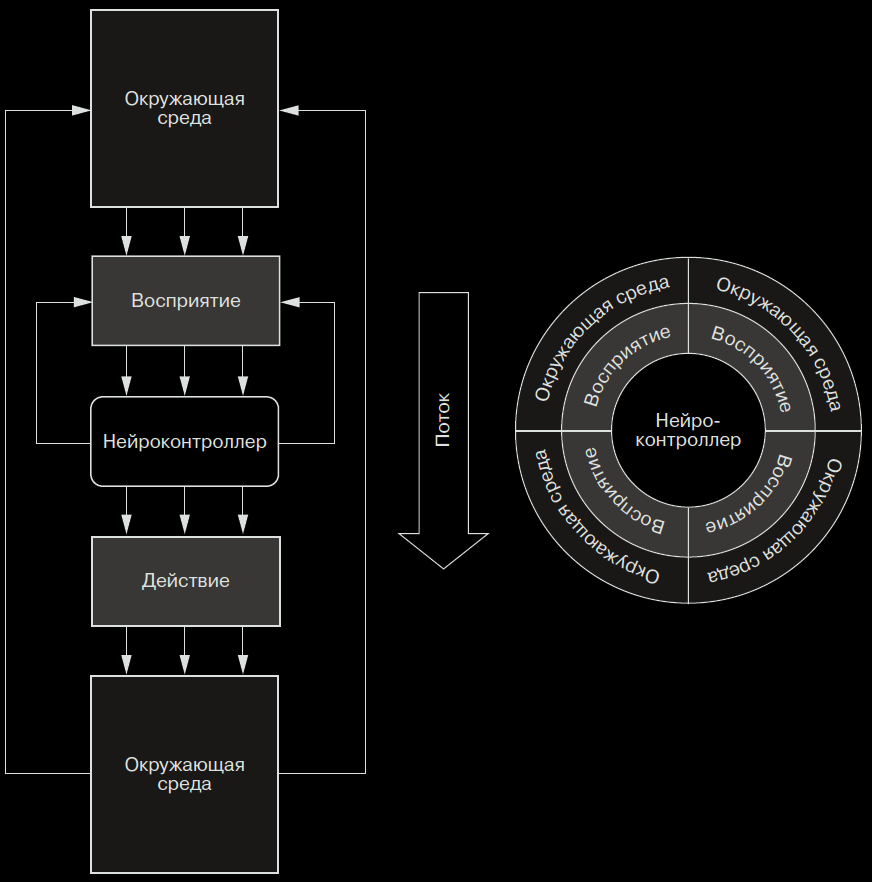 Окружающая
среда
Восприятие
Нейроконтроллер
Действие
Окружающая
среда
Поток
Окружающая среда
Окружающая среда
Восприятие
Восприятие
Нейро-
контроллер
Восприятие
Восприятие
Окружающая среда
Окружающая среда